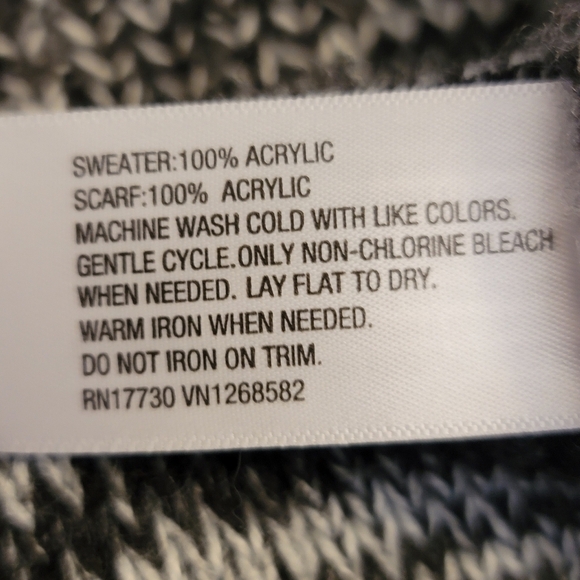 SWEATER:100% ACRYLIC
SCARF:100% ACRYLIC
MACHINE WASH COLD WITH LIKE COLORS.
GENTLE CYCLE.ONLY NON-CHLORINE BLEACH
WHEN NEEDED. LAY FLAT TO DRY.
WARM IRON WHEN NEEDED.
DO NOT IRON ON TRIM.
RN17730 VN1268582